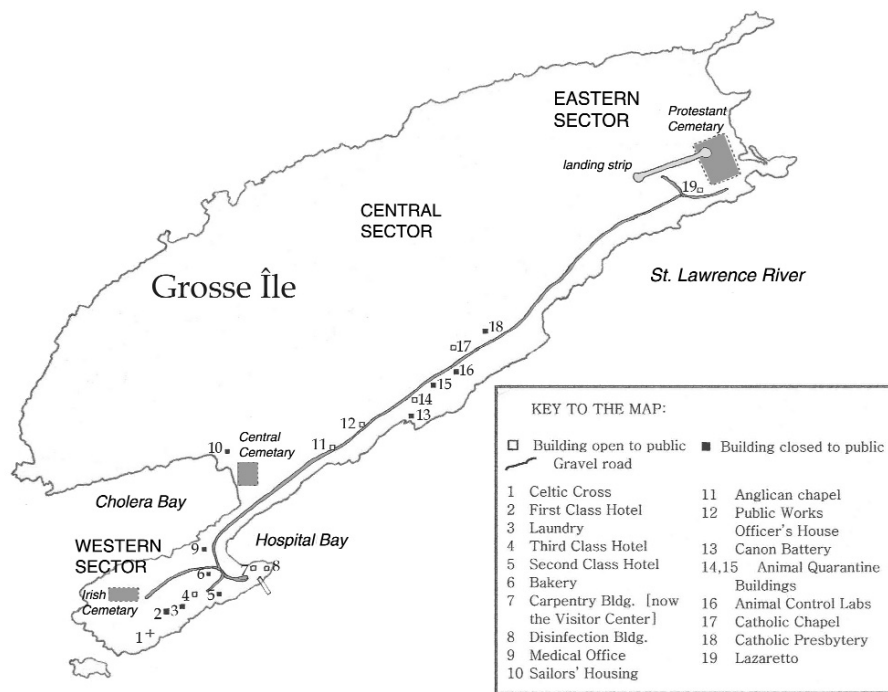 EASTERN
SECTOR
Protestant
Cemetary
landing strip
19
CENTRAL
SECTOR
St. Lawrence River
Grosse Île
18
17
16
15
14
13
12
11
10
Central
Cemetary
Cholera Bay
Hospital Bay
WESTERN
SECTOR
9
8
7
6
Irish
Cemetary
4
5
2
3
1
KEY TO THE MAP:
Building open to public
Building closed to public
Gravel road
1 Celtic Cross
2 First Class Hotel
3 Laundry
4 Third Class Hotel
5 Second Class Hotel
6 Bakery
7 Carpentry Bldg. [now
the Visitor Center]
8 Disinfection Bldg.
9 Medical Office
10 Sailors' Housing
11 Anglican chapel
12 Public Works
Officer's House
13 Canon Battery
14,15 Animal Quarantine
Buildings
16 Animal Control Labs
17 Catholic Chapel
18 Catholic Presbytery
19 Lazaretto